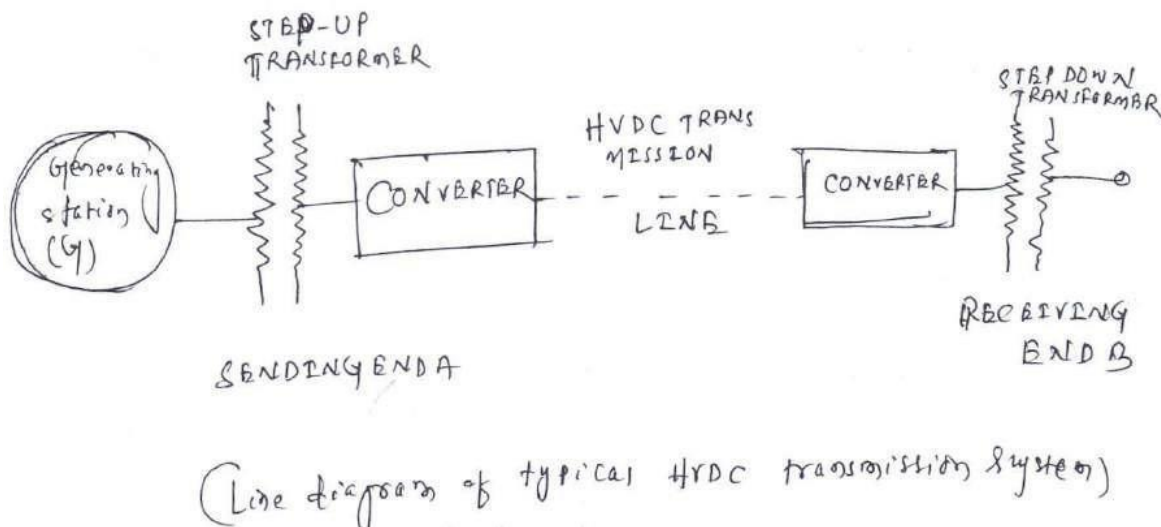 STEP-UP
TRANSFORMER
Generating
station
(G)
CONVERTER
HVDC TRANS
MISSION
LINE
CONVERTER
STEP DOWN
TRANSFORMER
SENDING END A
RECEIVING
END B
(Line diagram of typical HVDC transmission system)